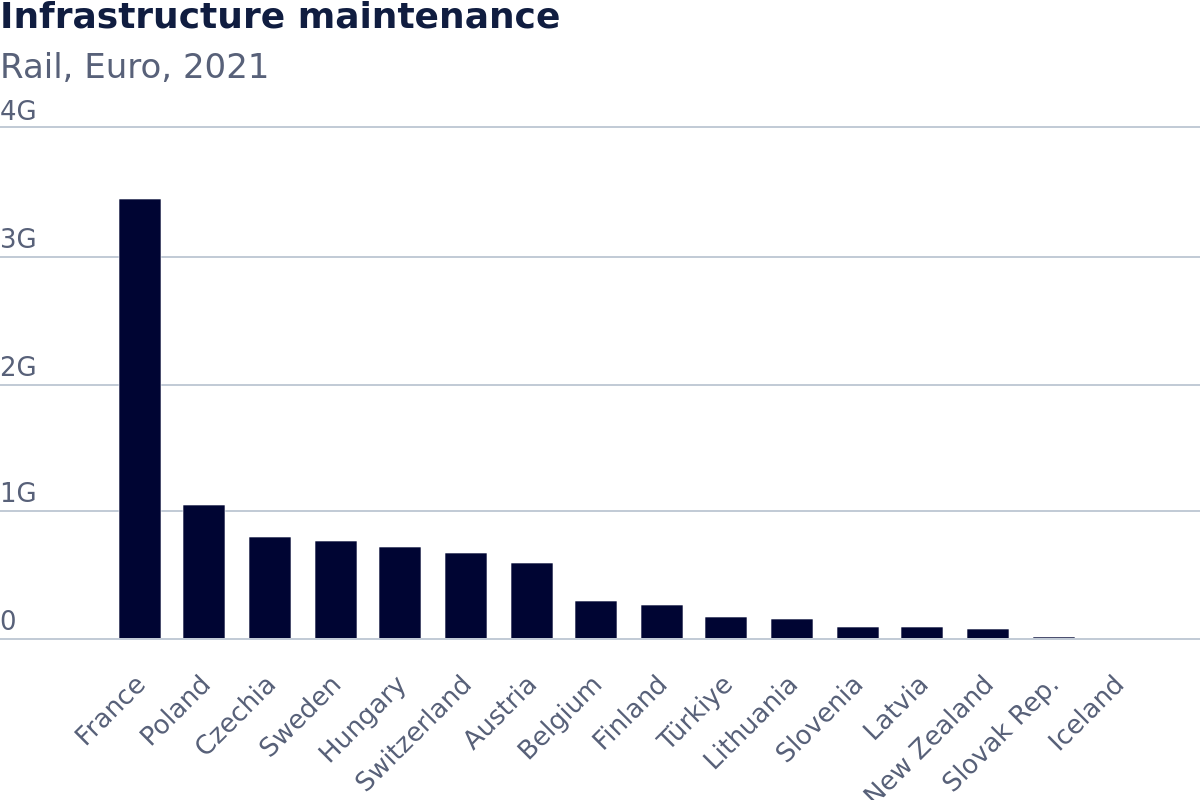 Infrastructure maintenance
Rail, Euro, 2021
4G
3G
2G
1G
0
France
Poland
Czechia
Sweden
Hungary
Switzerland
Austria
Belgium
Finland
Türkiye
Lithuania
Slovenia
Latvia
New Zealand
Slovak Rep.
Iceland